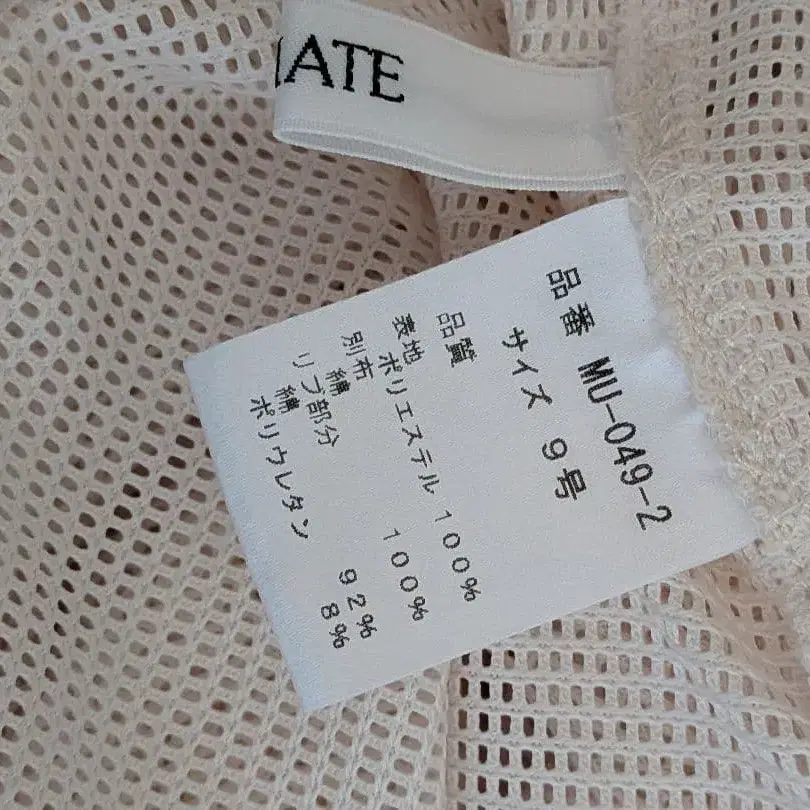 IATE
品番 MU-049-2
サイズ 9号
品質
表地 ポリエステル 100%
別布 綿 100%
リブ部分
綿 92%
ポリウレタン 8%